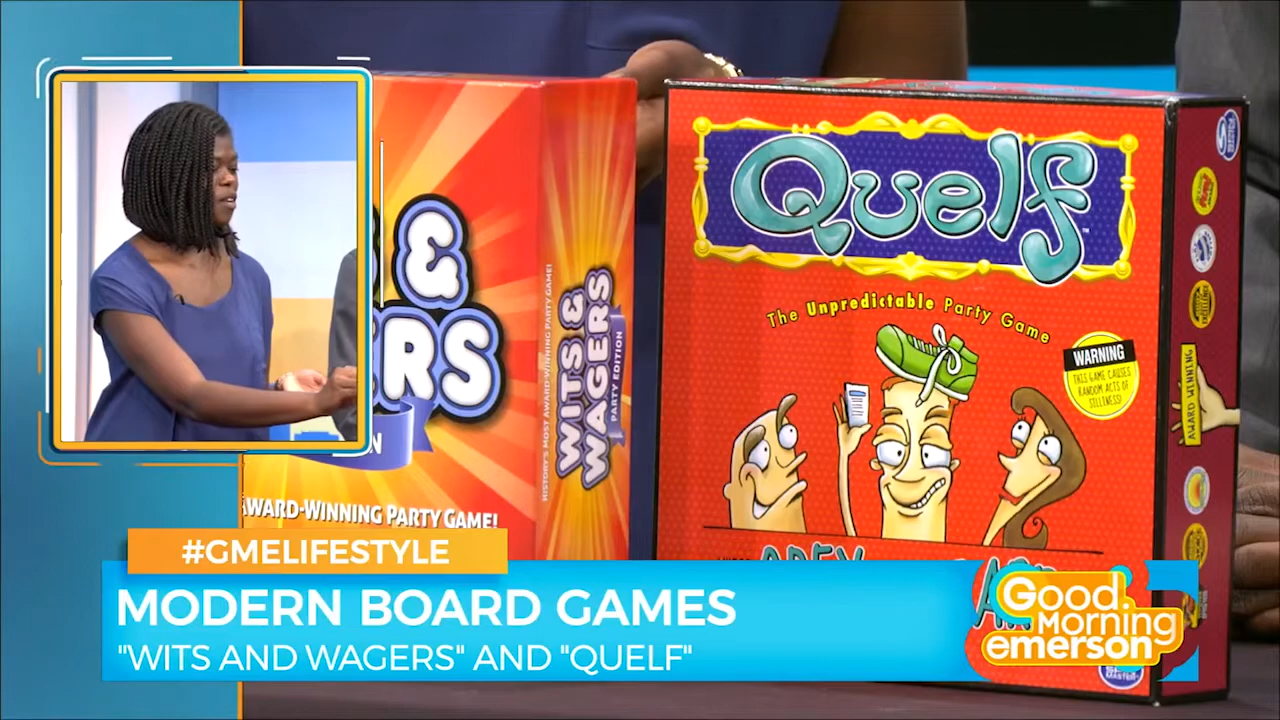 &
ERS
N
AWARD-WINNING PARTY GAME!
HISTORY'S MOST AWARD-WINNING PARTY GAME!
WITS &
WAGERS
PARTY EDITION
Quelf
The Unpredictable Party Game
WARNING
THIS GAME CAUSES
RANDOM ACTS OF
SILLINESS!
AWARD WINNING
#GMELIFESTYLE
MODERN BOARD GAMES
"WITS AND WAGERS" AND "QUELF"
Good
Morning
emerson